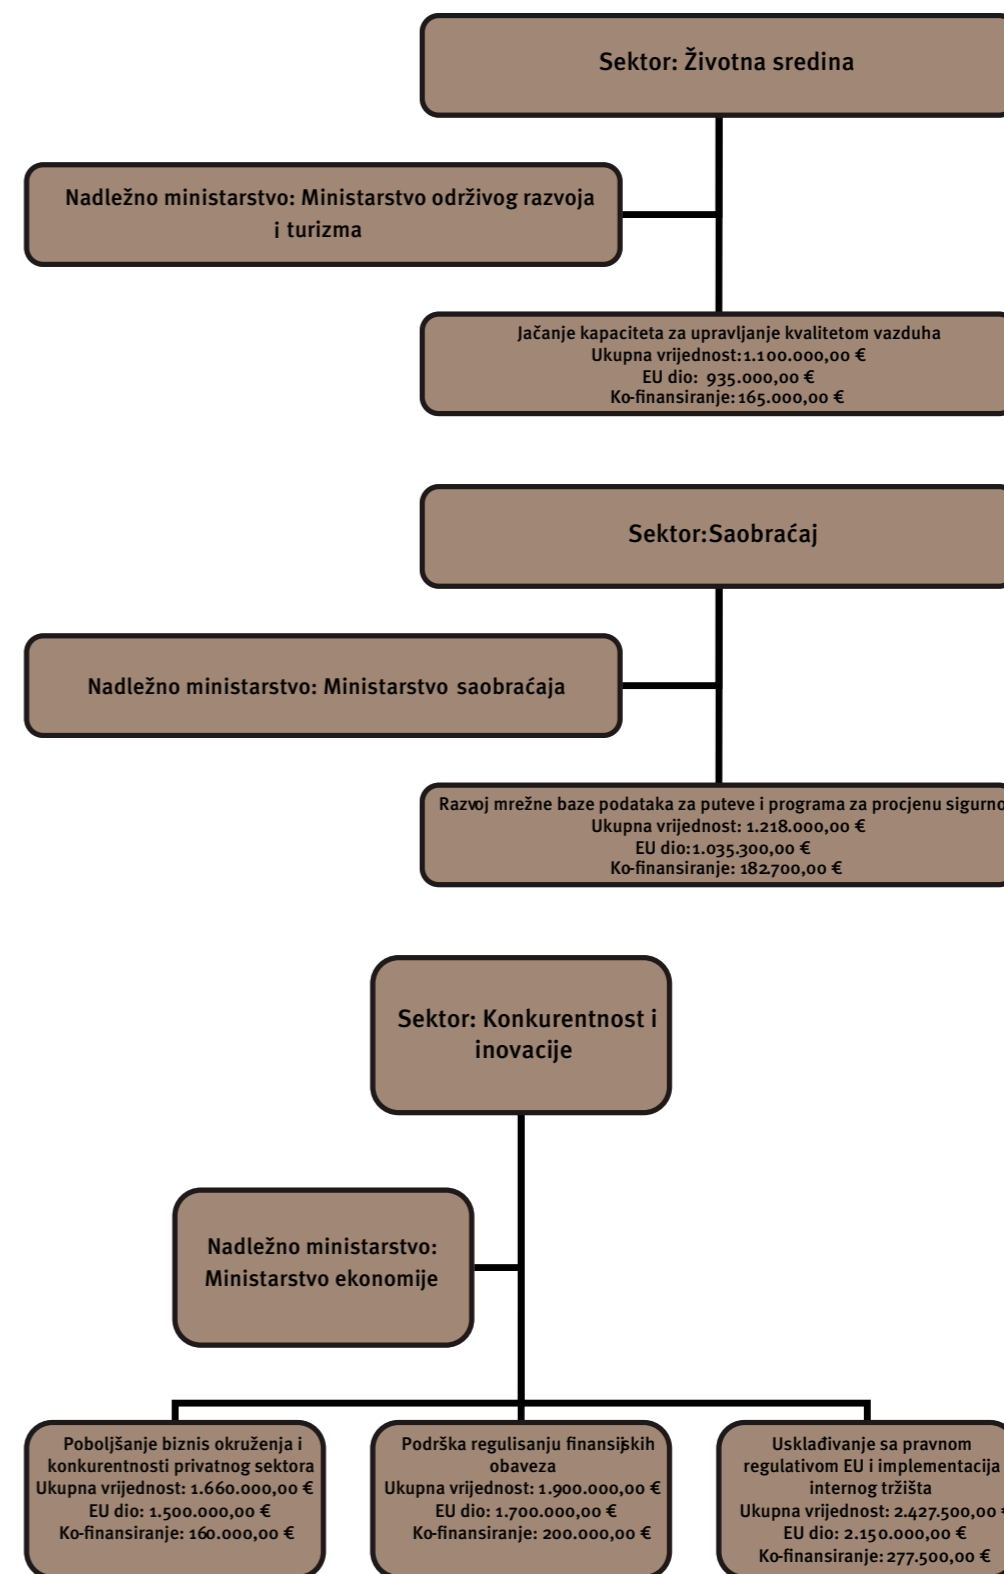 Sektor: Životna sredina
Nadležno ministarstvo: Ministarstvo održivog razvoja
i turizma
Jačanje kapaciteta za upravljanje kvalitetom vazduha
Ukupna vrijednost:1.100.000,00 €
EU dio: 935.000,00 €
Ko-finansiranje: 165.000,00 €
Sektor:Saobraćaj
Nadležno ministarstvo: Ministarstvo saobraćaja
Razvoj mrežne baze podataka za puteve i programa za procjenu
Ukupna vrijednost: 1.218.000,00 €
EU dio:1.035.300,00 €
Ko-finansiranje: 182.700,00 €
Sektor: Konkurentnost i
inovacije
Nadležno ministarstvo:
Ministarstvo ekonomije
Poboljšanje biznis okruženja i
konkurentnosti privatnog sektora
Ukupna vrijednost: 1.660.000,00 €
EU dio: 1.500.000,00 €
Ko-finansiranje: 160.000,00 €
Podrška regulisanju finansijskih
obaveza
Ukupna vrijednost: 1.900.000,00 €
EU dio: 1.700.000,00 €
Ko-finansiranje: 200.000,00 €
Usklađivanje sa pravnom
regulativom EU i implementacija
internog tržišta
Ukupna vrijednost: 2.427.500,00 €
EU dio: 2.150.000,00 €
Ko-finansiranje: 277.500,00 €